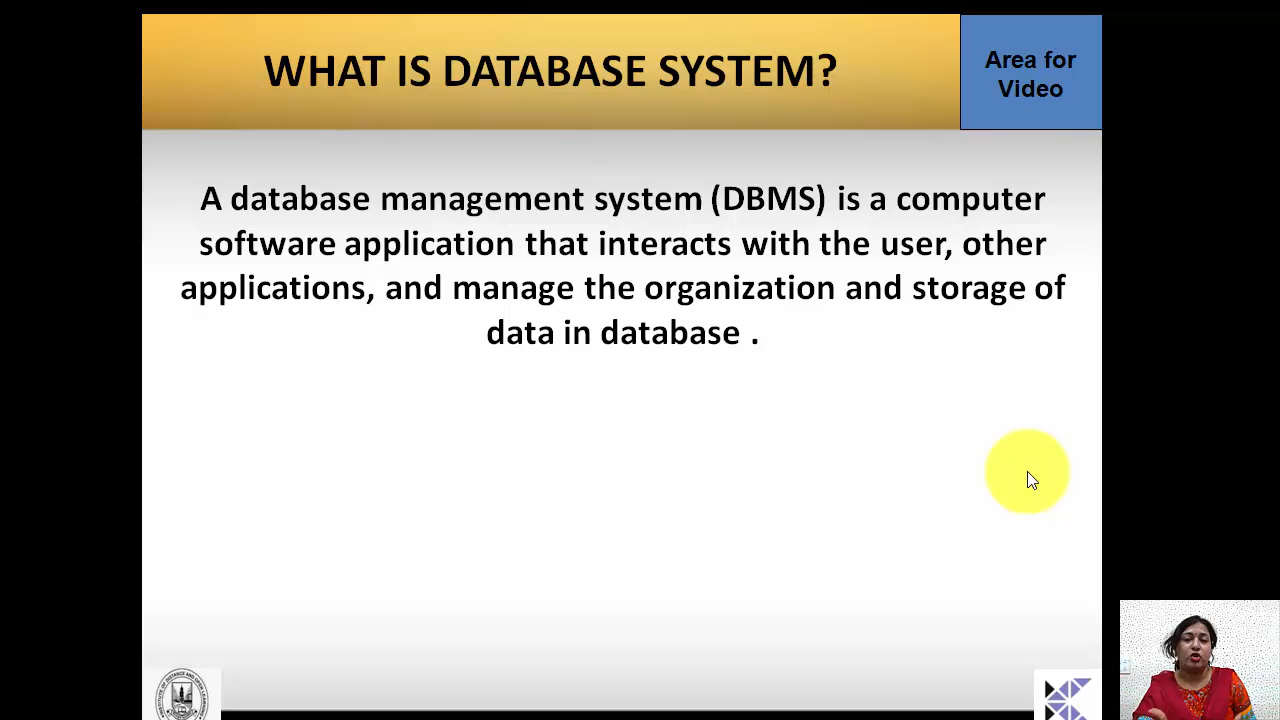 WHAT IS DATABASE SYSTEM?
Area for
Video
A database management system (DBMS) is a computer
software application that interacts with the user, other
applications, and manage the organization and storage of
data in database .